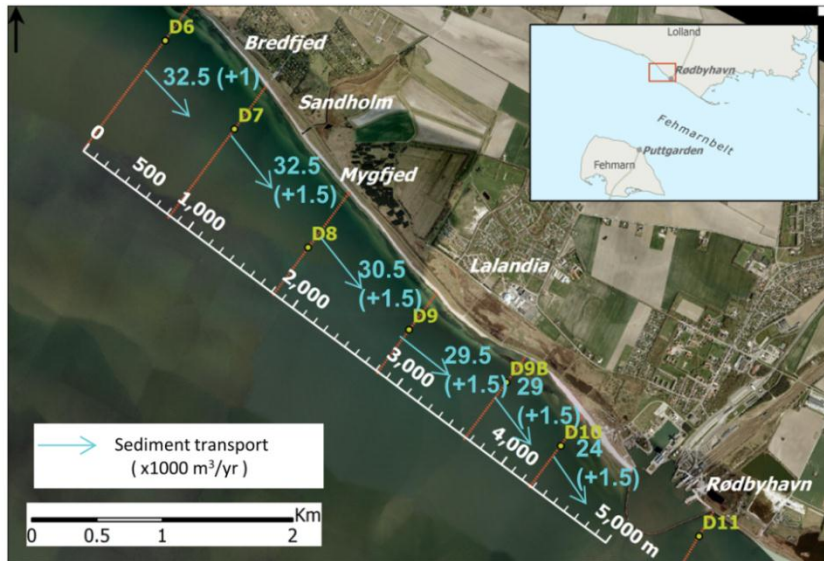 D6
Bredfjed
Lolland
Rødbyhavn
Fehmarnbelt
Puttgarden
Fehmarn
32.5 (+1)
Sandholm
D7
0
500
1,000
32.5
(+1.5)
Mygfjed
D8
2,000
30.5
(+1.5)
Lalandia
D9
3,000
29.5
(+1.5)
D9B
29
(+1.5)
4,000
D10
24
(+1.5)
5,000 m
Rødbyhavn
D11
Sediment transport
( x1000 m³/yr )
Km
0 0.5 1 2